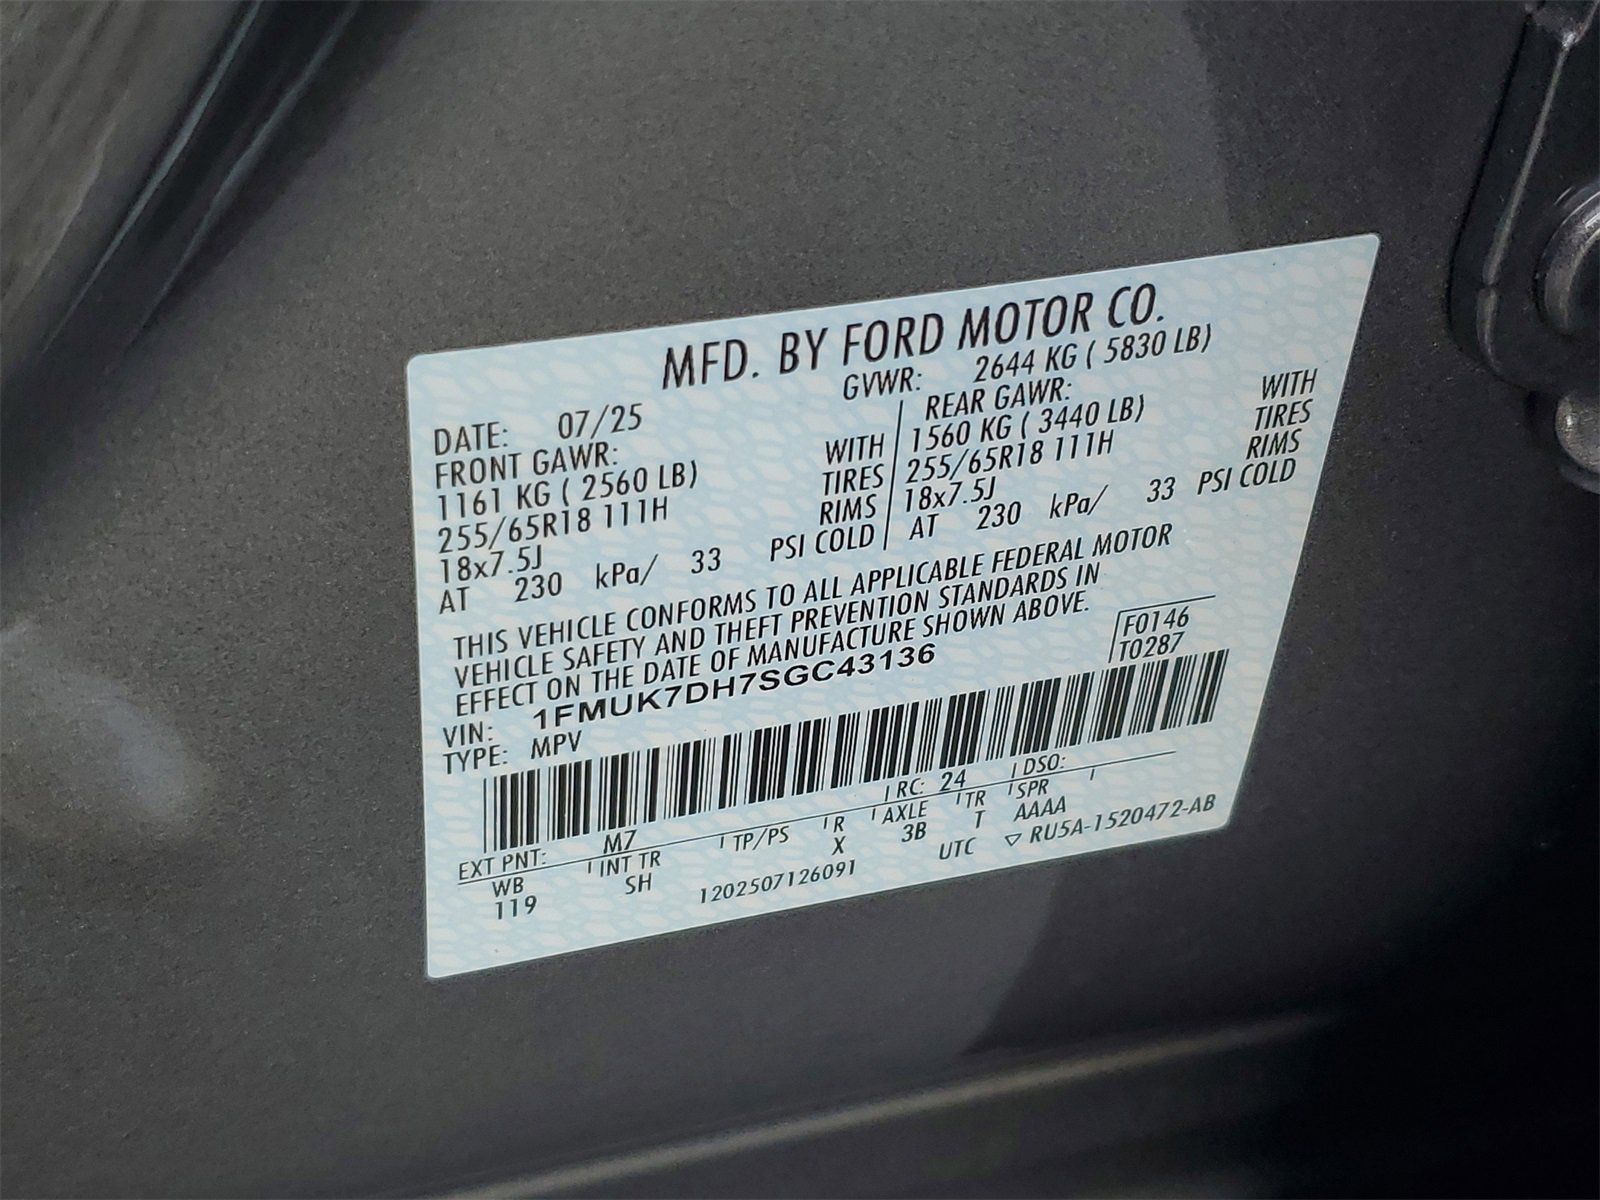 MFD. BY FORD MOTOR CO.
DATE: 07/25 GVWR: 2644 KG ( 5830 LB)
FRONT GAWR: REAR GAWR:
1161 KG ( 2560 LB) WITH 1560 KG ( 3440 LB) WITH
255/65R18 111H TIRES 255/65R18 111H TIRES
18x7.5J RIMS 18x7.5J RIMS
AT 230 kPa/ 33 PSI COLD AT 230 kPa/ 33 PSI COLD
THIS VEHICLE CONFORMS TO ALL APPLICABLE FEDERAL MOTOR
VEHICLE SAFETY AND THEFT PREVENTION STANDARDS IN
EFFECT ON THE DATE OF MANUFACTURE SHOWN ABOVE.
F0146
T0287
VIN: 1FMUK7DH7SGC43136
TYPE: MPV
EXT PNT: M7 RC: 24 DSO:
WB INT TR TP/PS R AXLE TR SPR
119 SH X 3B T AAAA
1202507126091 UTC ▽ RU5A-1520472-AB